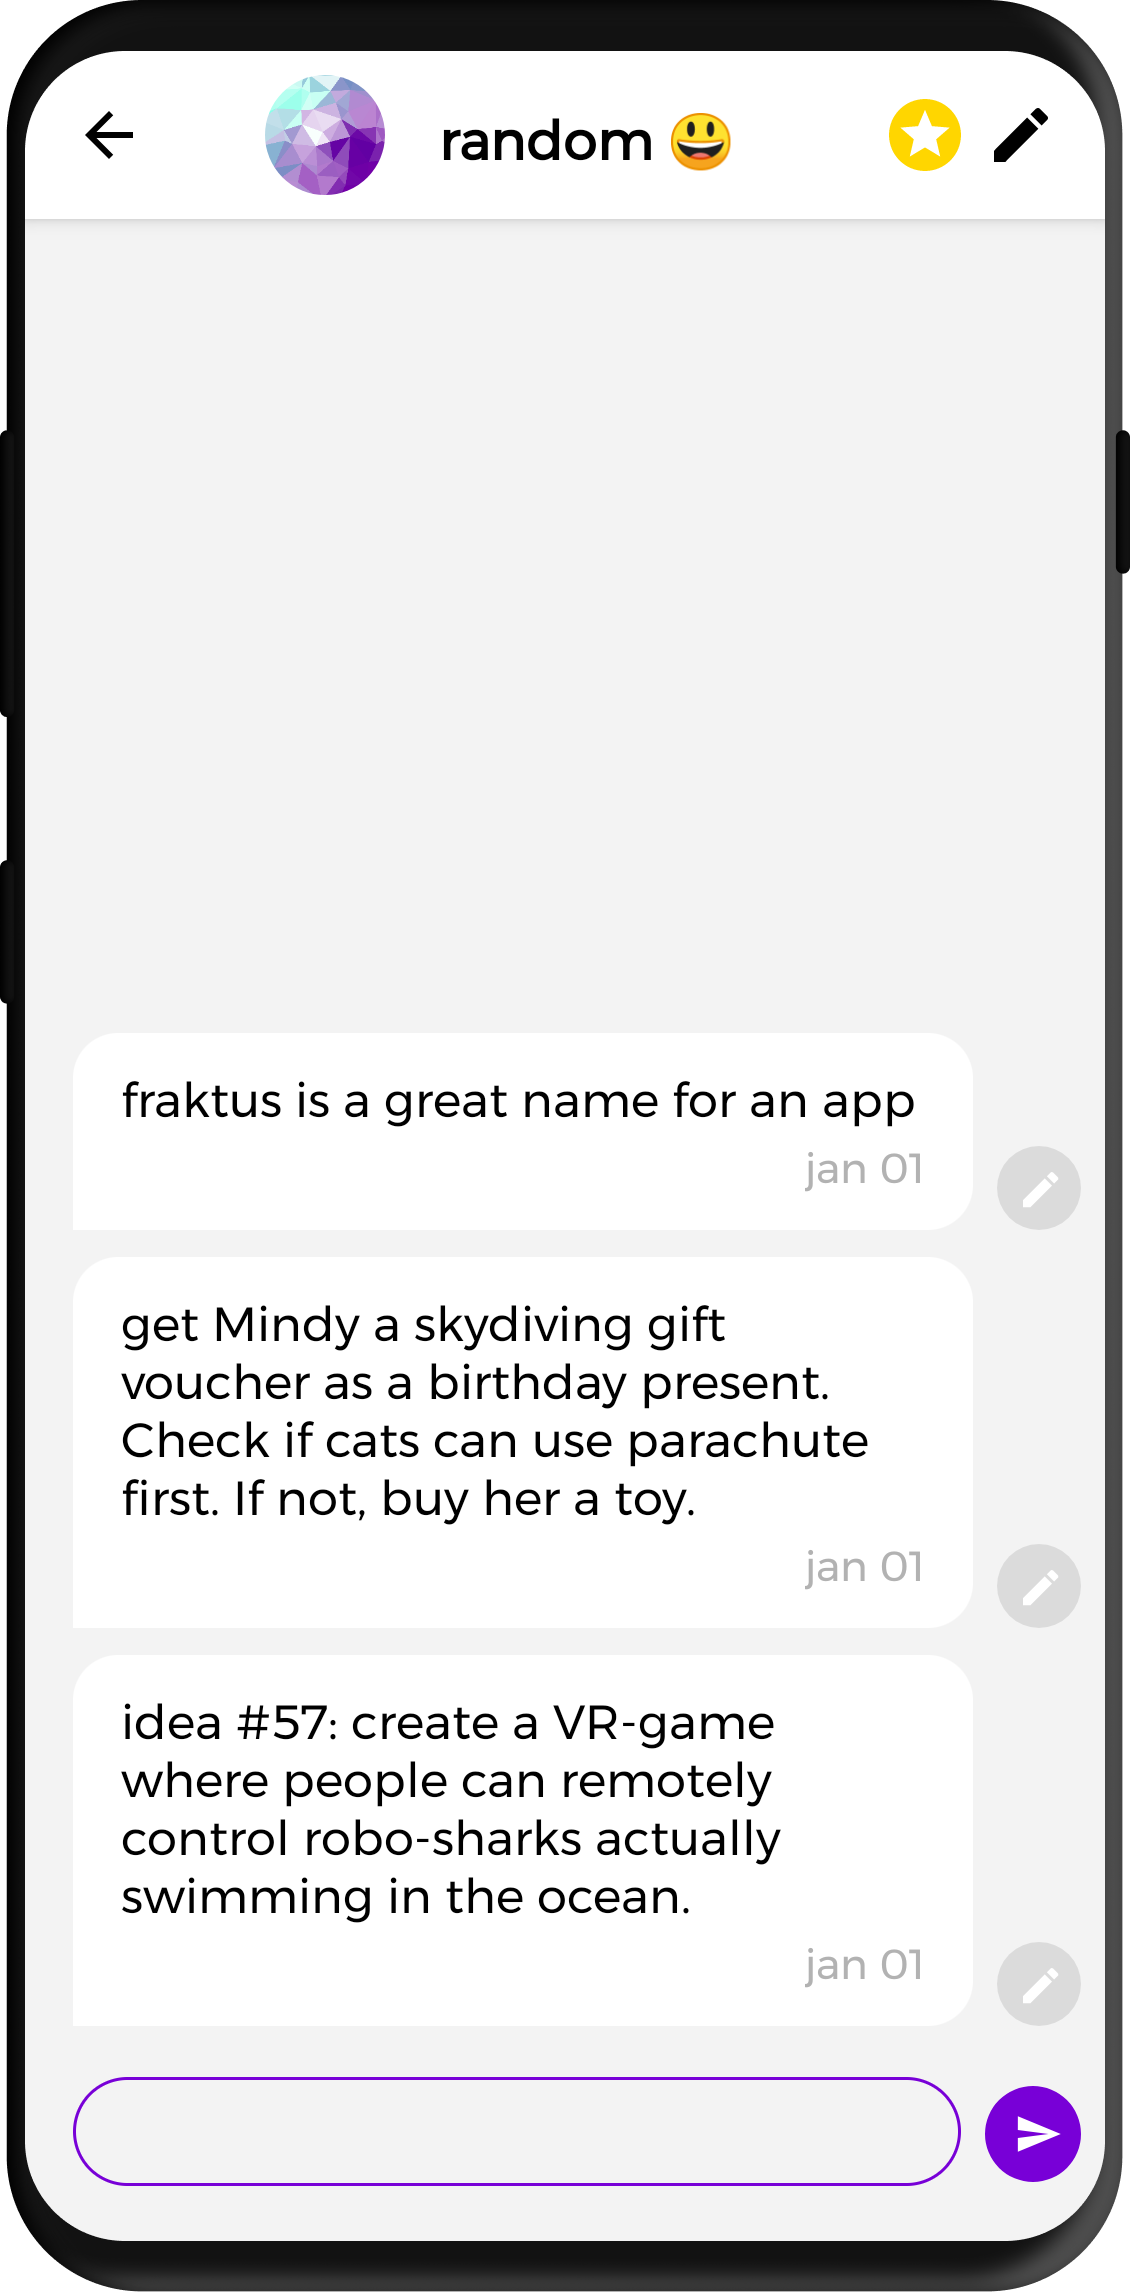 random 😃
fraktus is a great name for an app
jan 01
get Mindy a skydiving gift
voucher as a birthday present.
Check if cats can use parachute
first. If not, buy her a toy.
jan 01
idea #57: create a VR-game
where people can remotely
control robo-sharks actually
swimming in the ocean.
jan 01